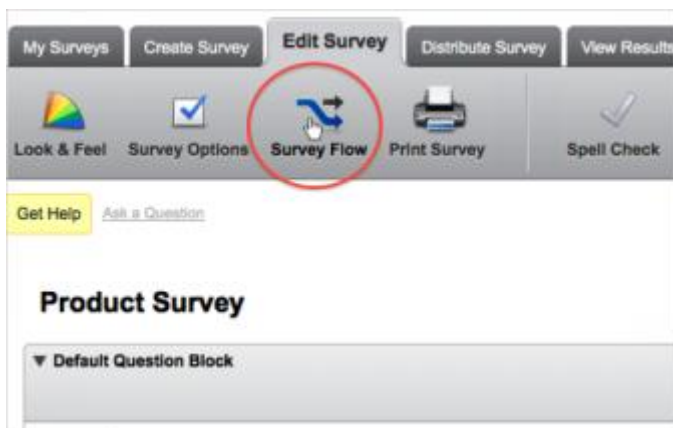 My Surveys Create Survey Edit Survey Distribute Survey View Results
Look & Feel Survey Options Survey Flow Print Survey Spell Check
Get Help Ask a Question
Product Survey
▼ Default Question Block